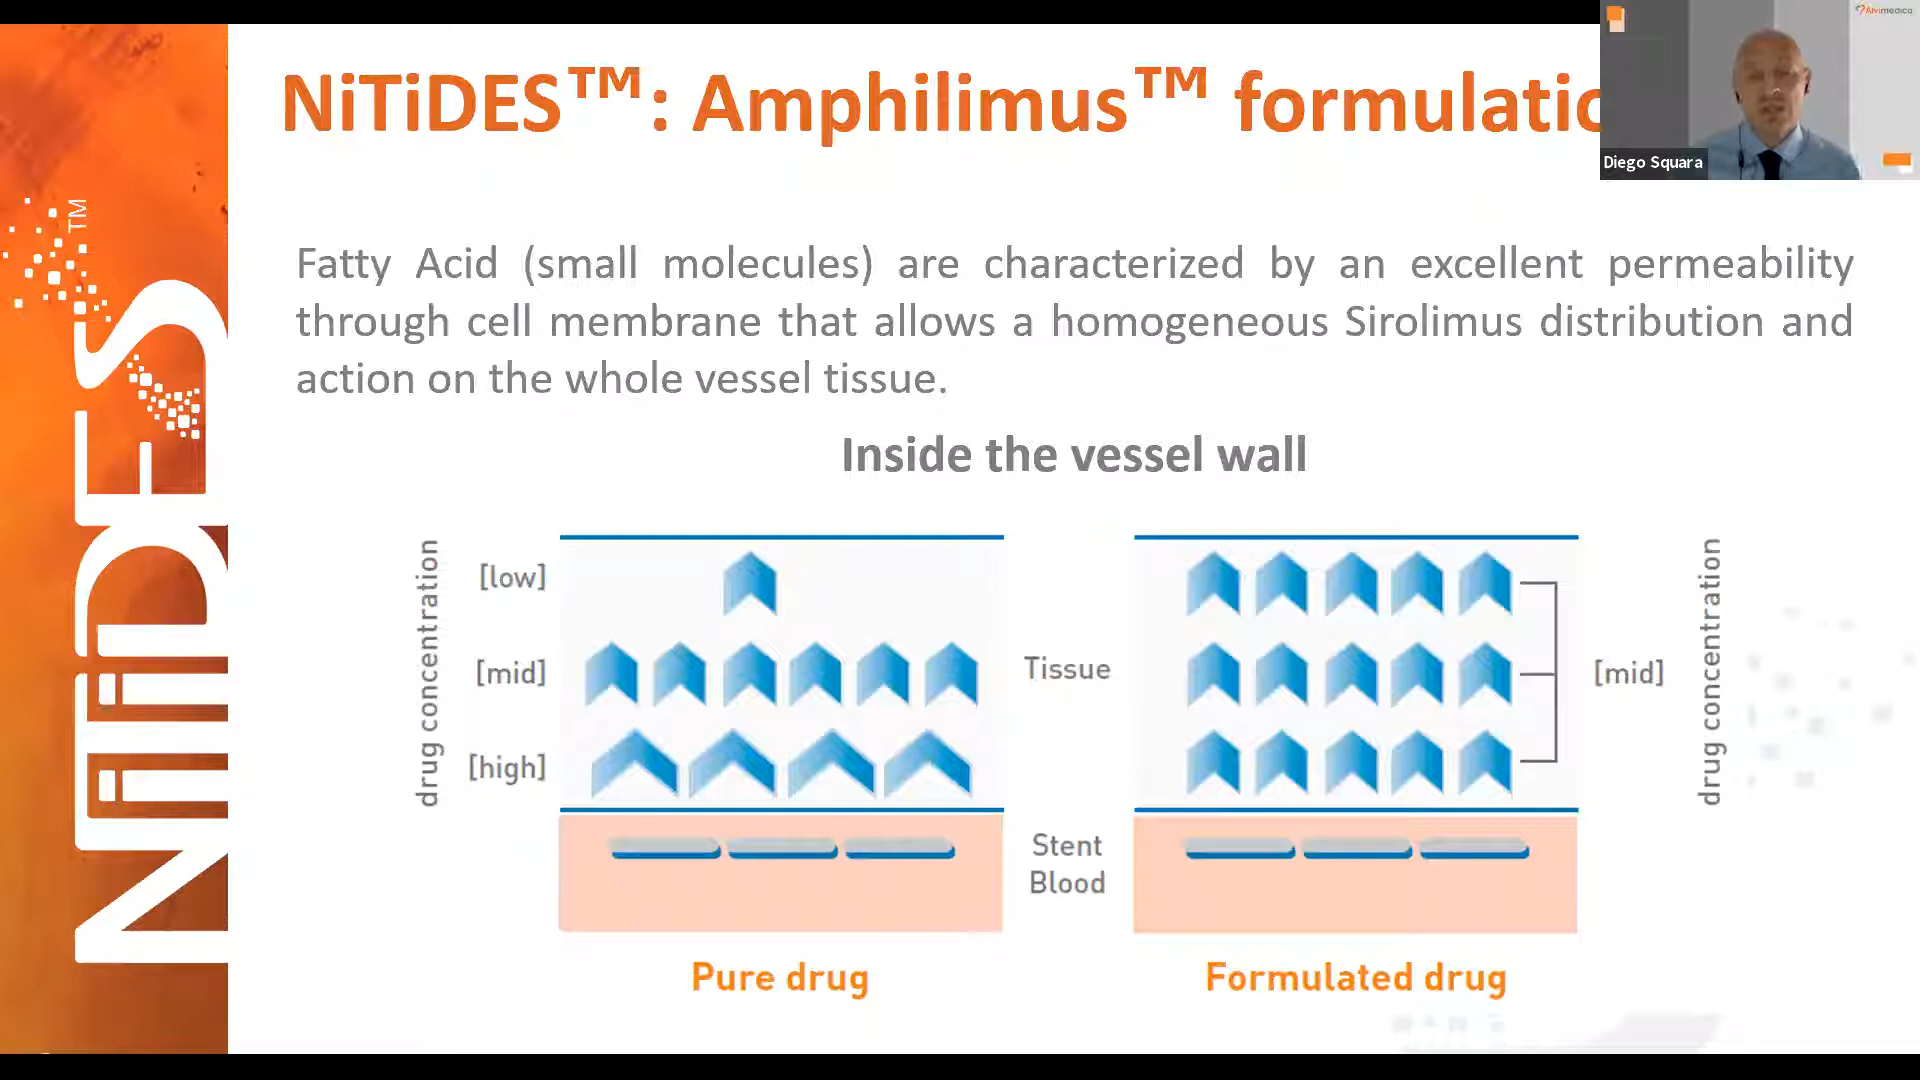 NiTiDES™: Amphilimus™ formulatio
Alvimedica
Diego Squara
NiTiDES™
Fatty Acid (small molecules) are characterized by an excellent permeability
through cell membrane that allows a homogeneous Sirolimus distribution and
action on the whole vessel tissue.
Inside the vessel wall
drug concentration
[low]
[mid]
[high]
Tissue
Stent
Blood
[mid]
drug concentration
Pure drug
Formulated drug